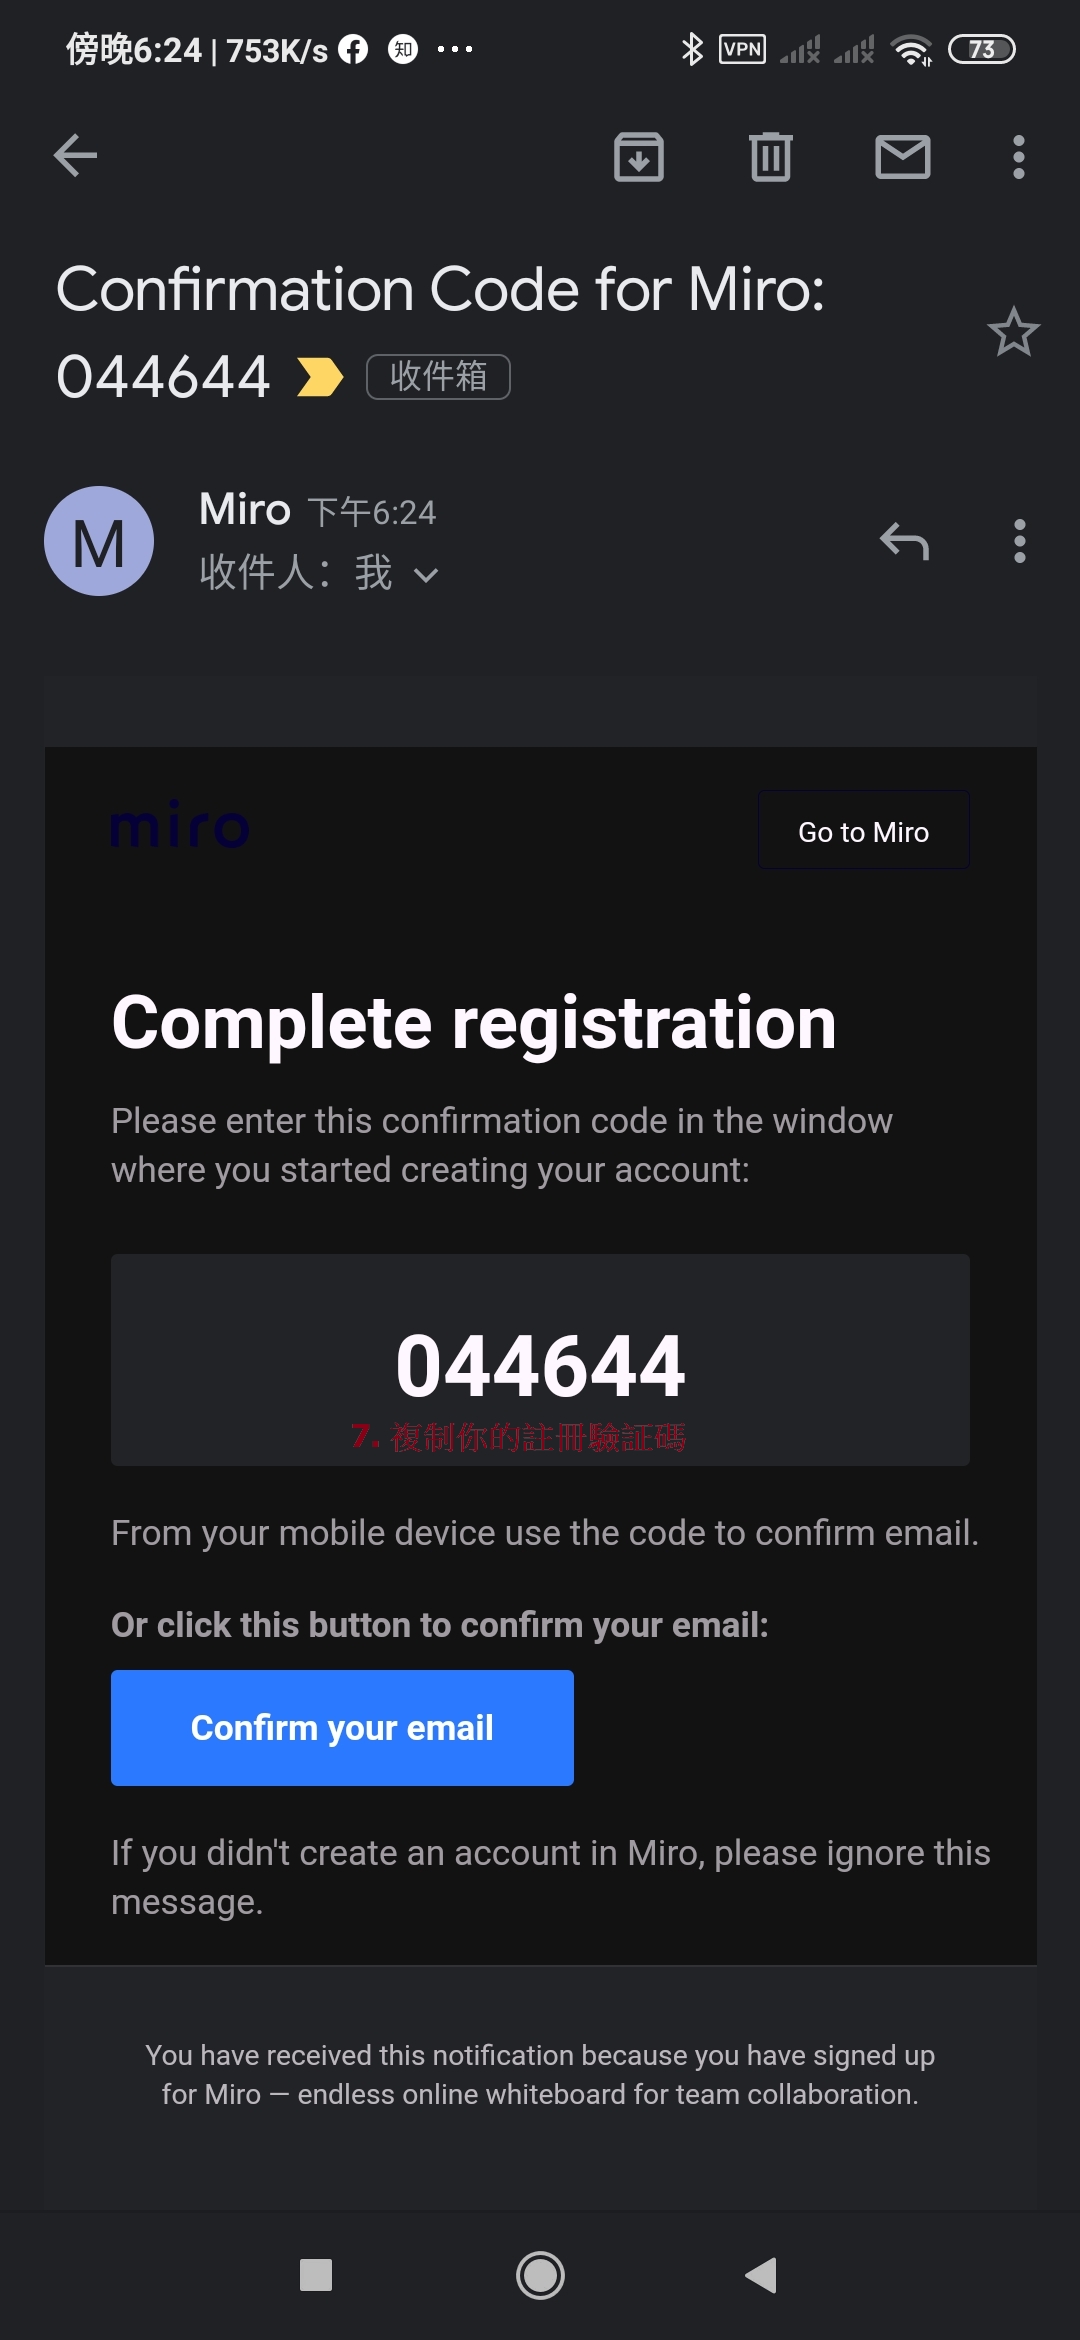 傍晚6:24 | 753K/s 知 ...
VPN 73
Confirmation Code for Miro:
044644 收件箱
M
Miro 下午6:24
收件人：我
miro
Go to Miro
Complete registration
Please enter this confirmation code in the window
where you started creating your account:
044644
7. 複制你的註冊驗証碼
From your mobile device use the code to confirm email.
Or click this button to confirm your email:
Confirm your email
If you didn't create an account in Miro, please ignore this
message.
You have received this notification because you have signed up
for Miro — endless online whiteboard for team collaboration.